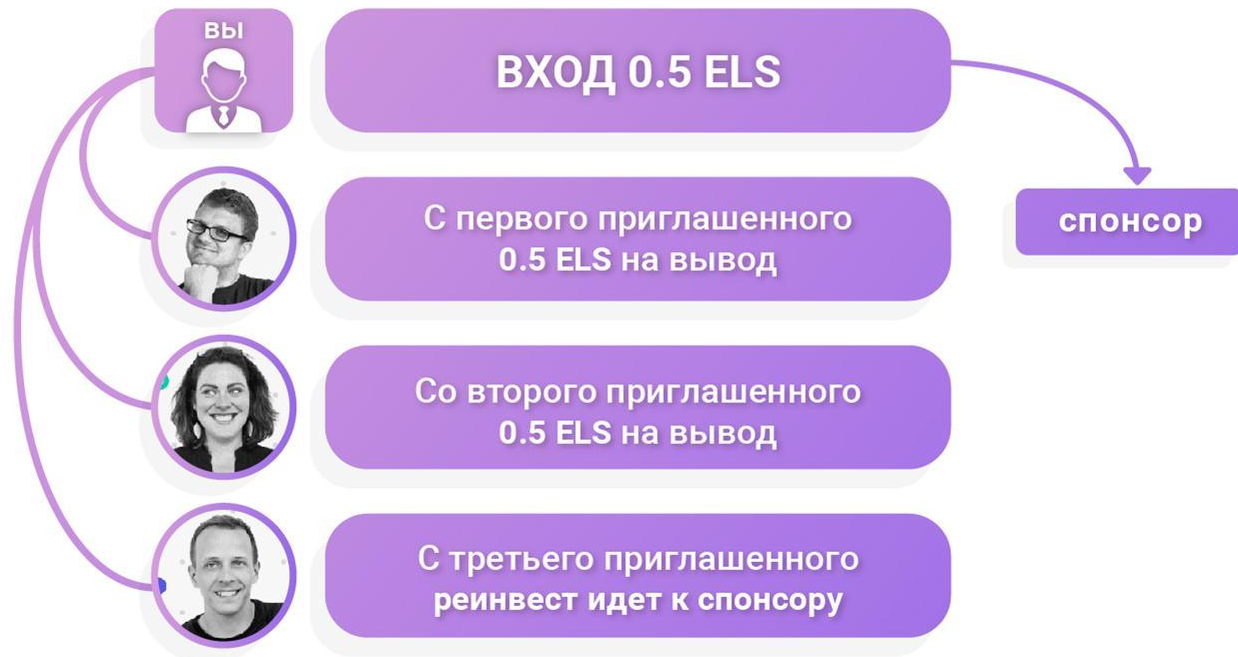 ВЫ
ВХОД 0.5 ELS
спонсор
С первого приглашенного
0.5 ELS на вывод
Со второго приглашенного
0.5 ELS на вывод
С третьего приглашенного
реинвест идет к спонсору